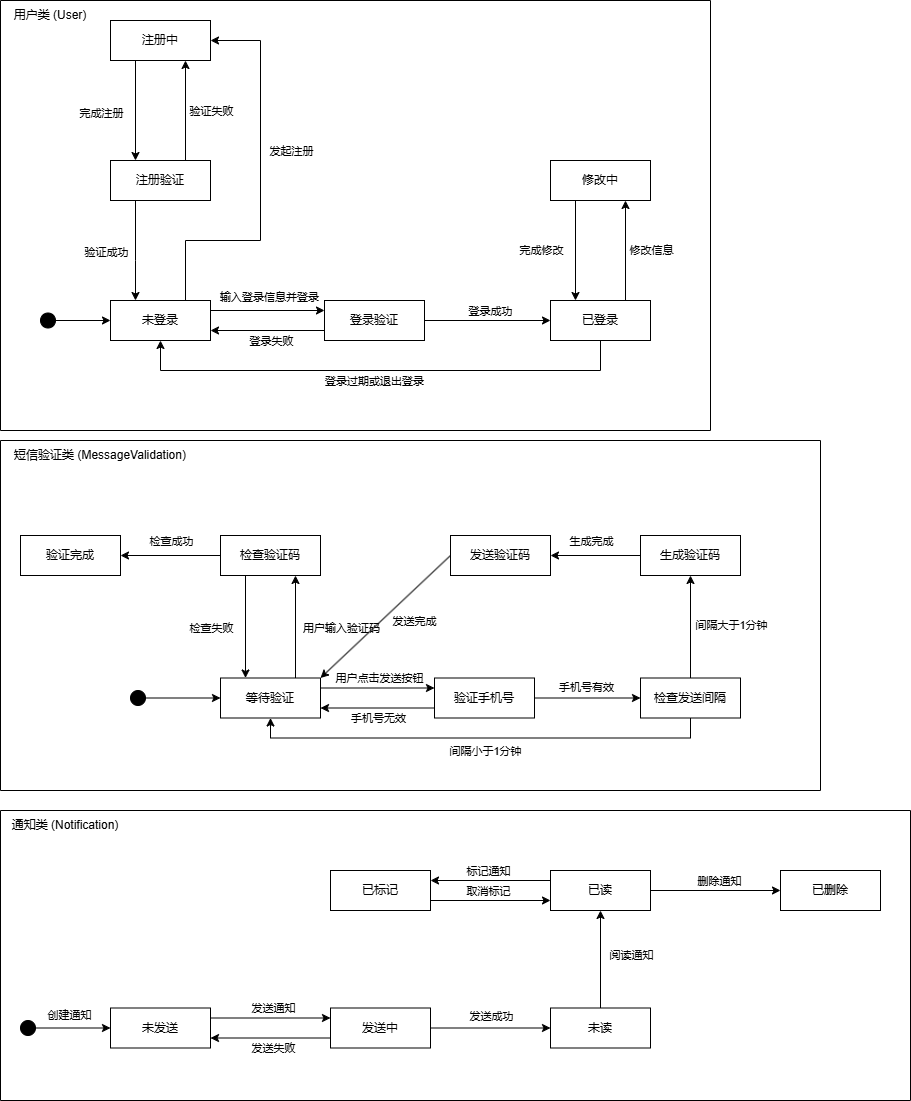 用户类 (User)
注册中
完成注册
验证失败
发起注册
注册验证
修改中
验证成功
完成修改
修改信息
输入登录信息并登录
未登录
登录验证
登录成功
已登录
登录失败
登录过期或退出登录
短信验证类 (MessageValidation)
验证完成
检查成功
检查验证码
发送验证码
生成完成
生成验证码
检查失败
用户输入验证码
发送完成
间隔大于1分钟
用户点击发送按钮
等待验证
验证手机号
手机号有效
检查发送间隔
手机号无效
间隔小于1分钟
通知类 (Notification)
已标记
标记通知
取消标记
已读
删除通知
已删除
阅读通知
创建通知
未发送
发送通知
发送失败
发送中
发送成功
未读